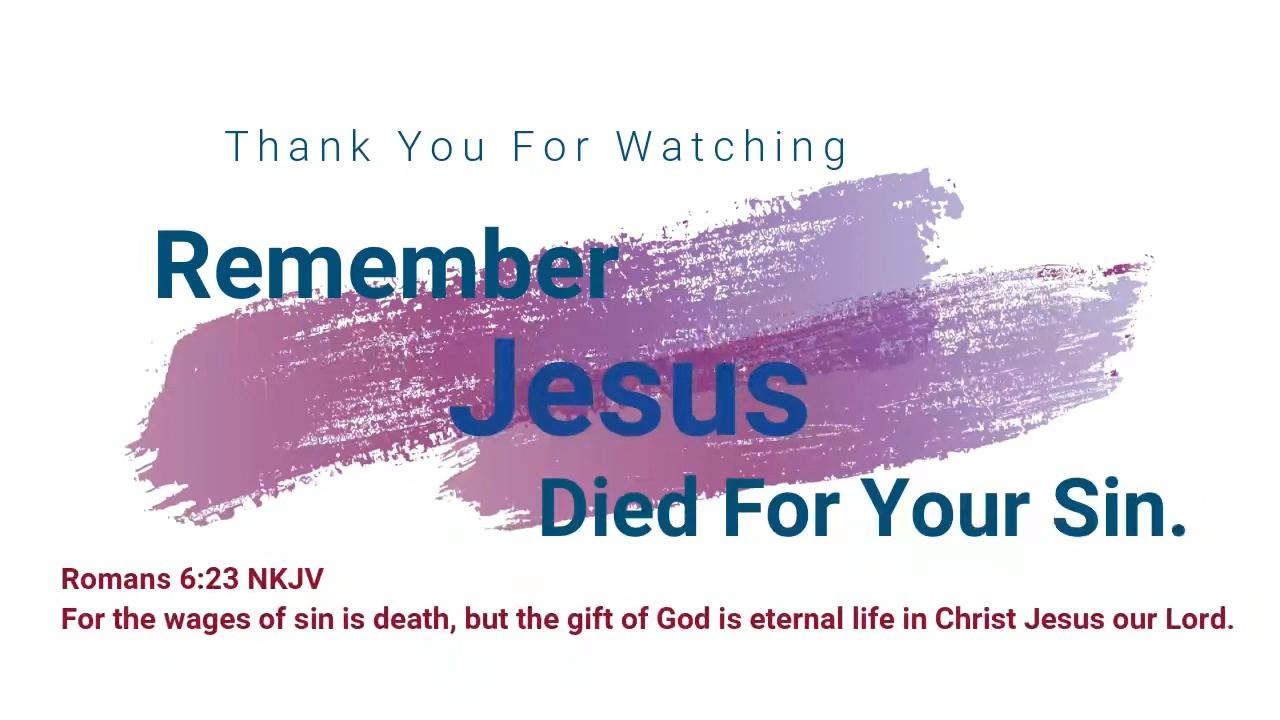 Thank You For Watching
Remember
Jesus
Died For Your Sin.
Romans 6:23 NKJV
For the wages of sin is death, but the gift of God is eternal life in Christ Jesus our Lord.